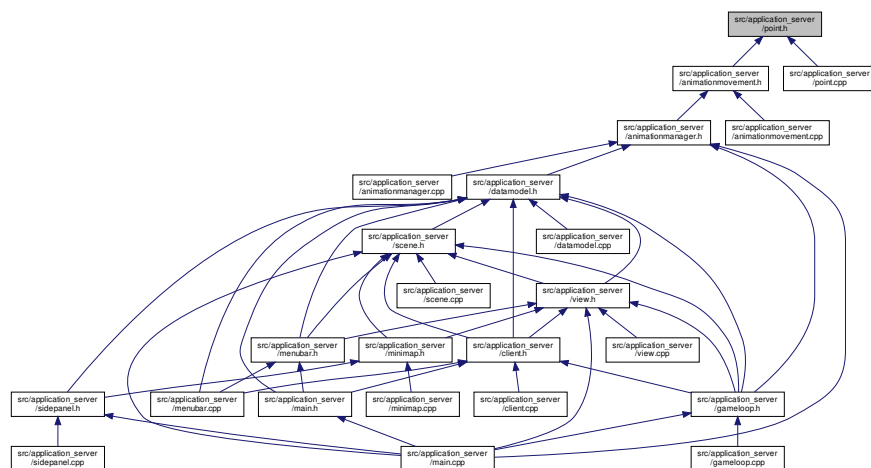 src/application_server
/point.h
src/application_server
/animationmovement.h
src/application_server
/point.cpp
src/application_server
/animationmanager.h
src/application_server
/animationmovement.cpp
src/application_server
/animationmanager.cpp
src/application_server
/datamodel.h
src/application_server
/scene.h
src/application_server
/datamodel.cpp
src/application_server
/scene.cpp
src/application_server
/view.h
src/application_server
/menubar.h
src/application_server
/minimap.h
src/application_server
/client.h
src/application_server
/view.cpp
src/application_server
/sidepanel.h
src/application_server
/menubar.cpp
src/application_server
/main.h
src/application_server
/minimap.cpp
src/application_server
/client.cpp
src/application_server
/gameloop.h
src/application_server
/sidepanel.cpp
src/application_server
/main.cpp
src/application_server
/gameloop.cpp